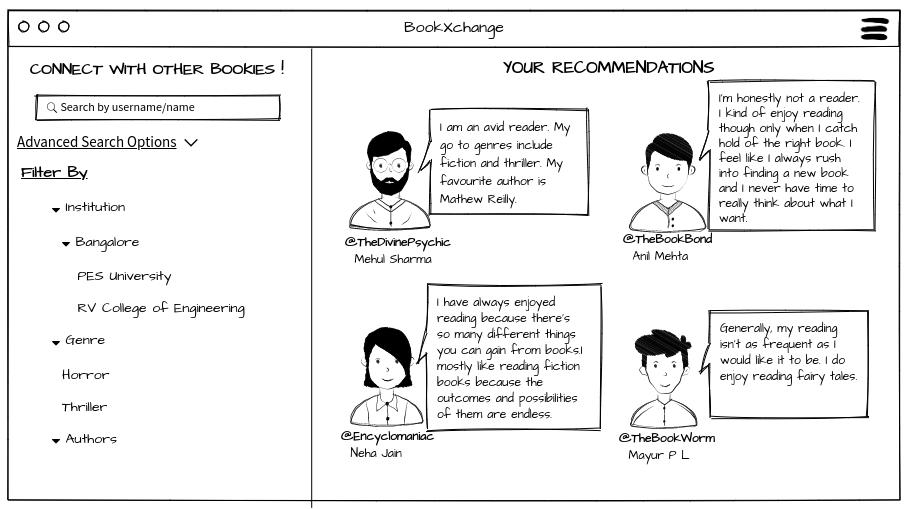 BookXchange
CONNECT WITH OTHER BOOKIES !
Search by username/name
Advanced Search Options
Filter By
Institution
Bangalore
PES University
RV College of Engineering
Genre
Horror
Thriller
Authors
YOUR RECOMMENDATIONS
I am an avid reader. My
go to genres include
fiction and thriller. My
favourite author is
Mathew Reilly.
@TheDivinePsychic
Mehul Sharma
I'm honestly not a reader.
I kind of enjoy reading
though only when I catch
hold of the right book. I
feel like I always rush
into finding a new book
and I never have time to
really think about what I
want.
@TheBookBond
Anil Mehta
I have always enjoyed
reading because there's
so many different things
you can gain from books.I
mostly like reading fiction
books because the
outcomes and possibilities
of them are endless.
@Encyclomaniac
Neha Jain
Generally, my reading
isn't as frequent as I
would like it to be. I do
enjoy reading fairy tales.
@TheBookWorm
Mayur P L